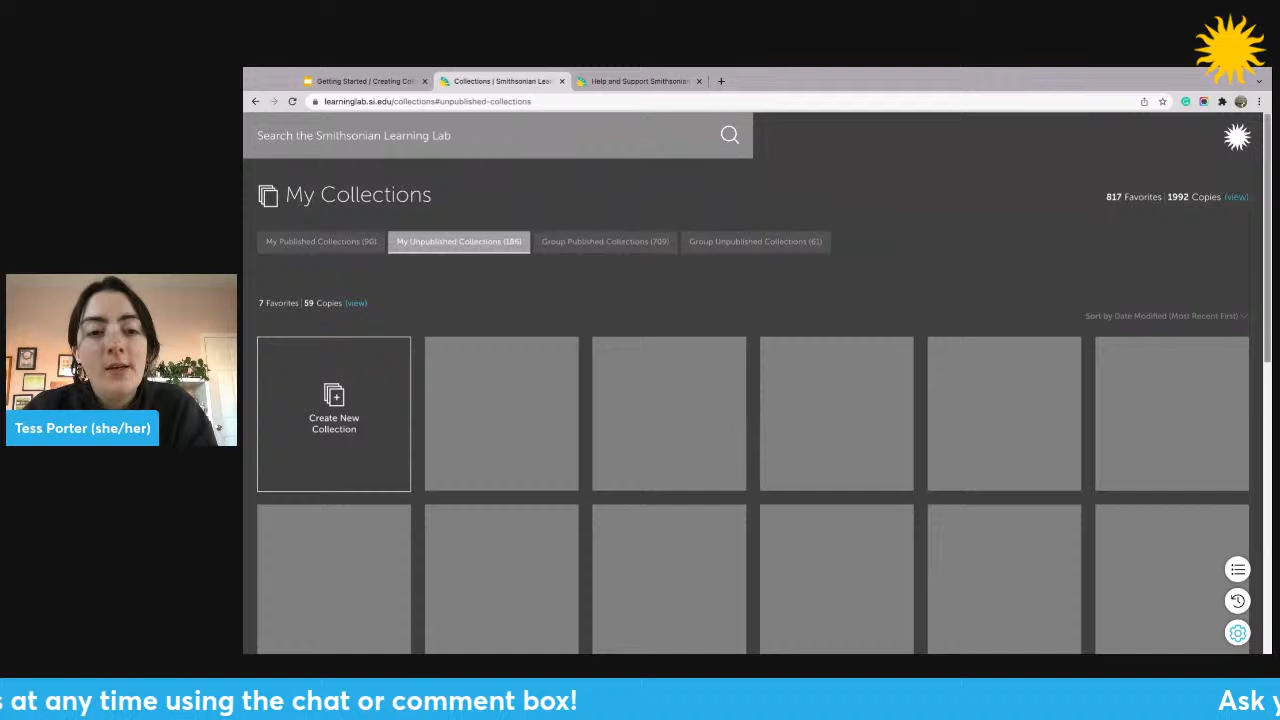 Getting Started / Creating Col
Collections | Smithsonian Lear
Help and Support Smithsonian
learninglab.si.edu/collections#unpublished-collections
Search the Smithsonian Learning Lab
My Collections
817 Favorites | 1992 Copies (view)
My Published Collections (90)
My Unpublished Collections (186)
Group Published Collections (709)
Group Unpublished Collections (61)
7 Favorites | 59 Copies (view)
Sort by Date Modified (Most Recent First)
Create New
Collection
Tess Porter (she/her)
s at any time using the chat or comment box!
Ask y